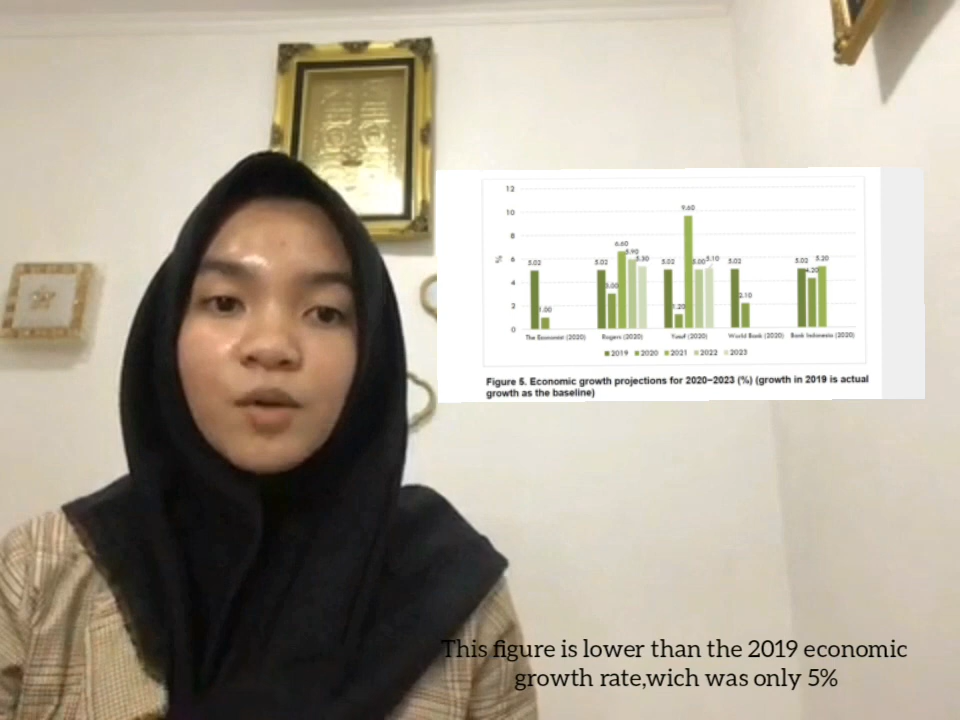 12
10
8
6
4
2
0
%
5.02
1.00
5.02
3.00
6.60
5.90
5.30
5.02
1.20
9.60
5.00
5.10
5.02
2.10
5.02
4.20
5.20
The Economist (2020)
Rogers (2020)
Yusuf (2020)
World Bank (2020)
Bank Indonesia (2020)
2019 2020 2021 2022 2023
Figure 5. Economic growth projections for 2020–2023 (%) (growth in 2019 is actual
growth as the baseline)
This figure is lower than the 2019 economic
growth rate,wich was only 5%